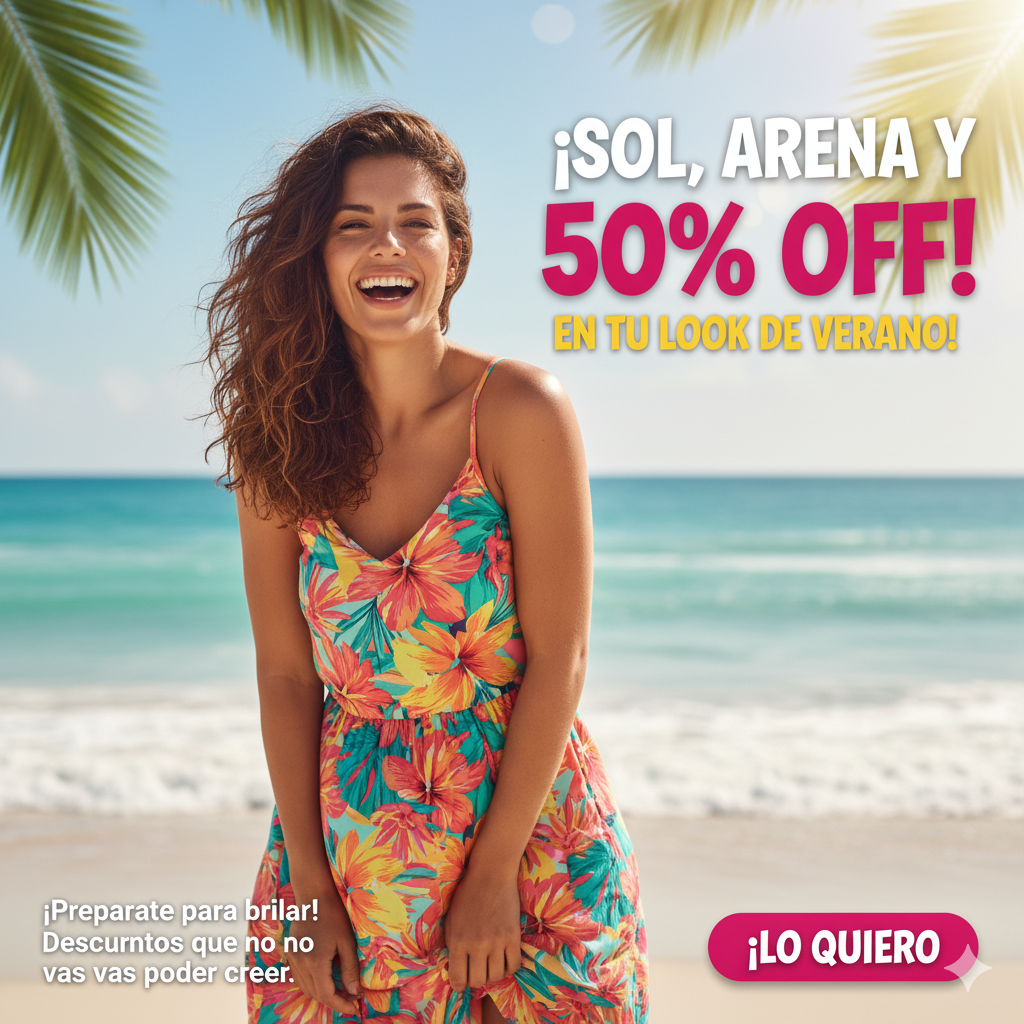 ¡SOL, ARENA Y
50% OFF!
EN TU LOOK DE VERANO!
¡Preparate para brilar!
Descurntos que no no
vas vas poder creer.
¡LO QUIERO